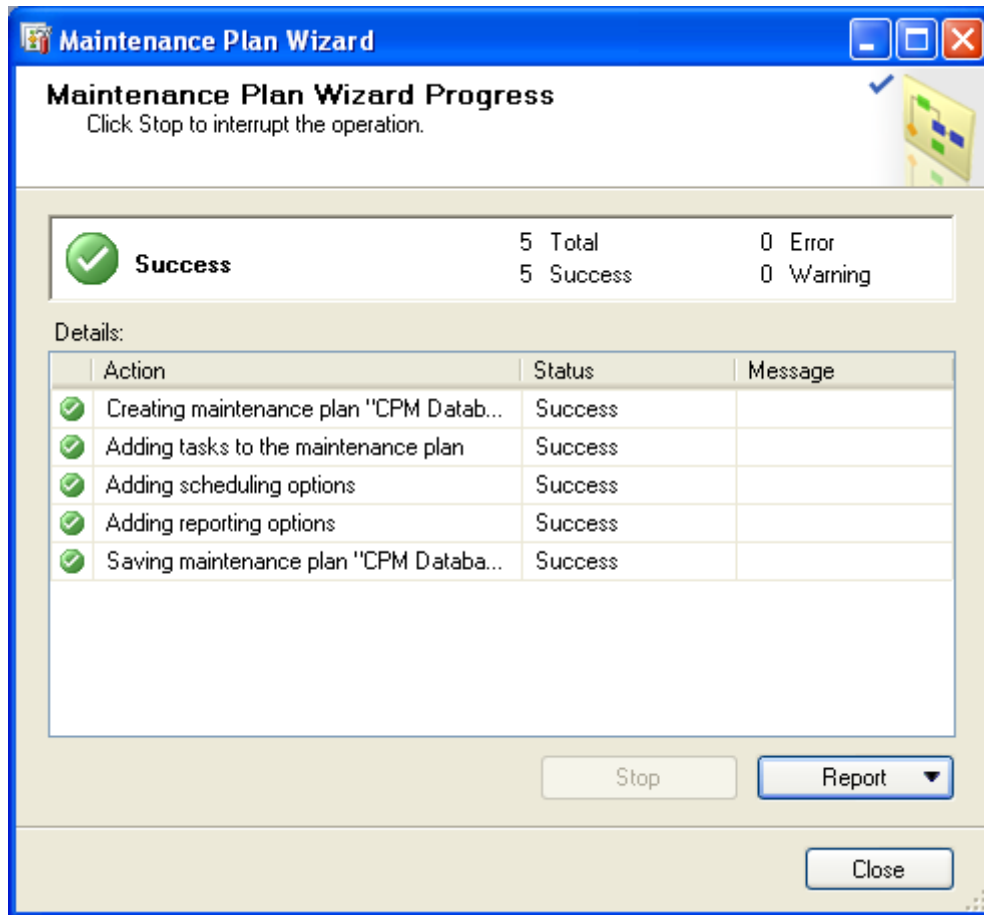 Maintenance Plan Wizard
Maintenance Plan Wizard Progress
Click Stop to interrupt the operation.
Success 5 Total 0 Error
5 Success 0 Warning
Details:
Action Status Message
Creating maintenance plan "CPM Datab... Success
Adding tasks to the maintenance plan Success
Adding scheduling options Success
Adding reporting options Success
Saving maintenance plan "CPM Databa... Success
Stop Report
Close